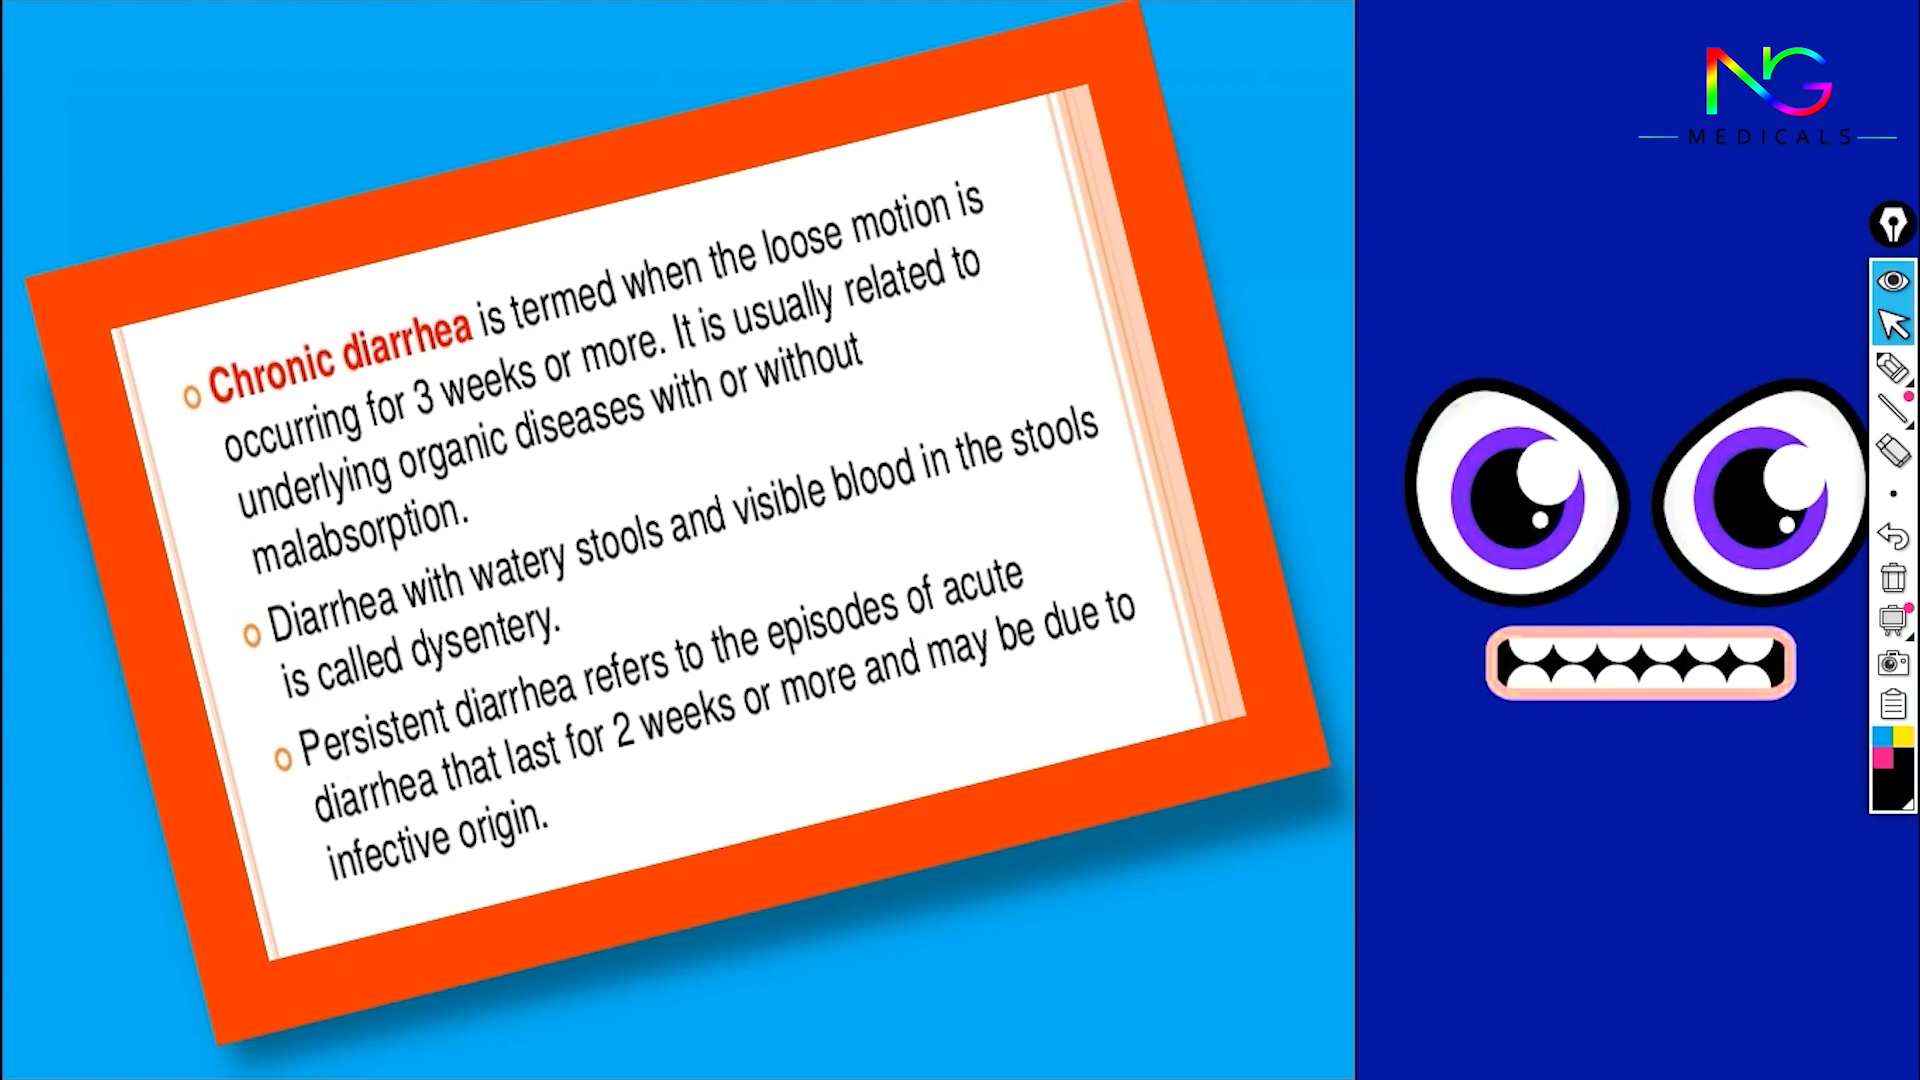 NG
MEDICALS
Chronic diarrhea is termed when the loose motion is
occurring for 3 weeks or more. It is usually related to
underlying organic diseases with or without
malabsorption.
Diarrhea with watery stools and visible blood in the stools
is called dysentery.
Persistent diarrhea refers to the episodes of acute
diarrhea that last for 2 weeks or more and may be due to
infective origin.